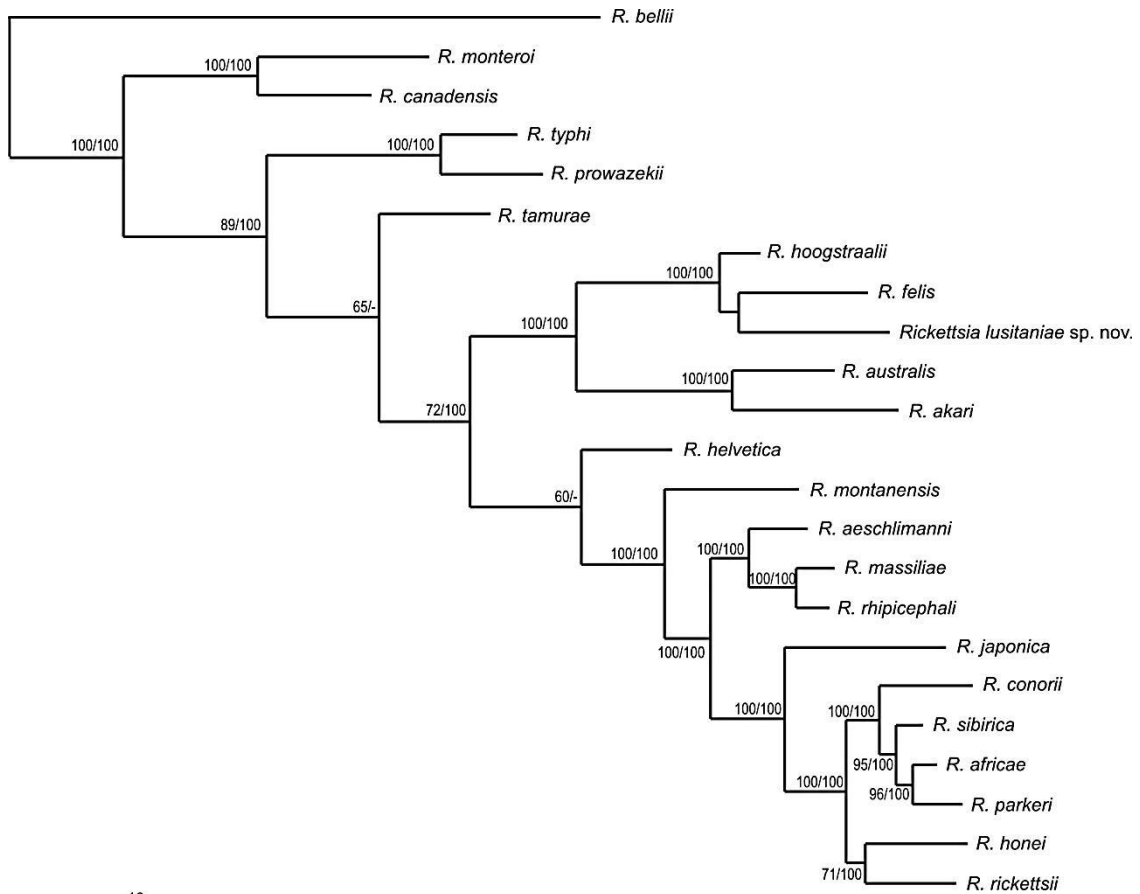 R. bellii
100/100
R. monteroi
R. canadensis
100/100
R. typhi
100/100
R. prowazekii
89/100
R. tamurae
R. hoogstraalii
100/100
R. felis
65/-
100/100
Rickettsia lusitaniae sp. nov.
R. australis
100/100
R. akari
72/100
R. helvetica
R. montanensis
60/-
R. aeschlimanni
100/100
100/100
R. massiliae
100/100
R. rhipicephali
R. japonica
100/100
R. conorii
100/100
100/100
R. sibirica
95/100
R. africae
100/100
96/100
R. parkeri
R. honei
71/100
R. rickettsii